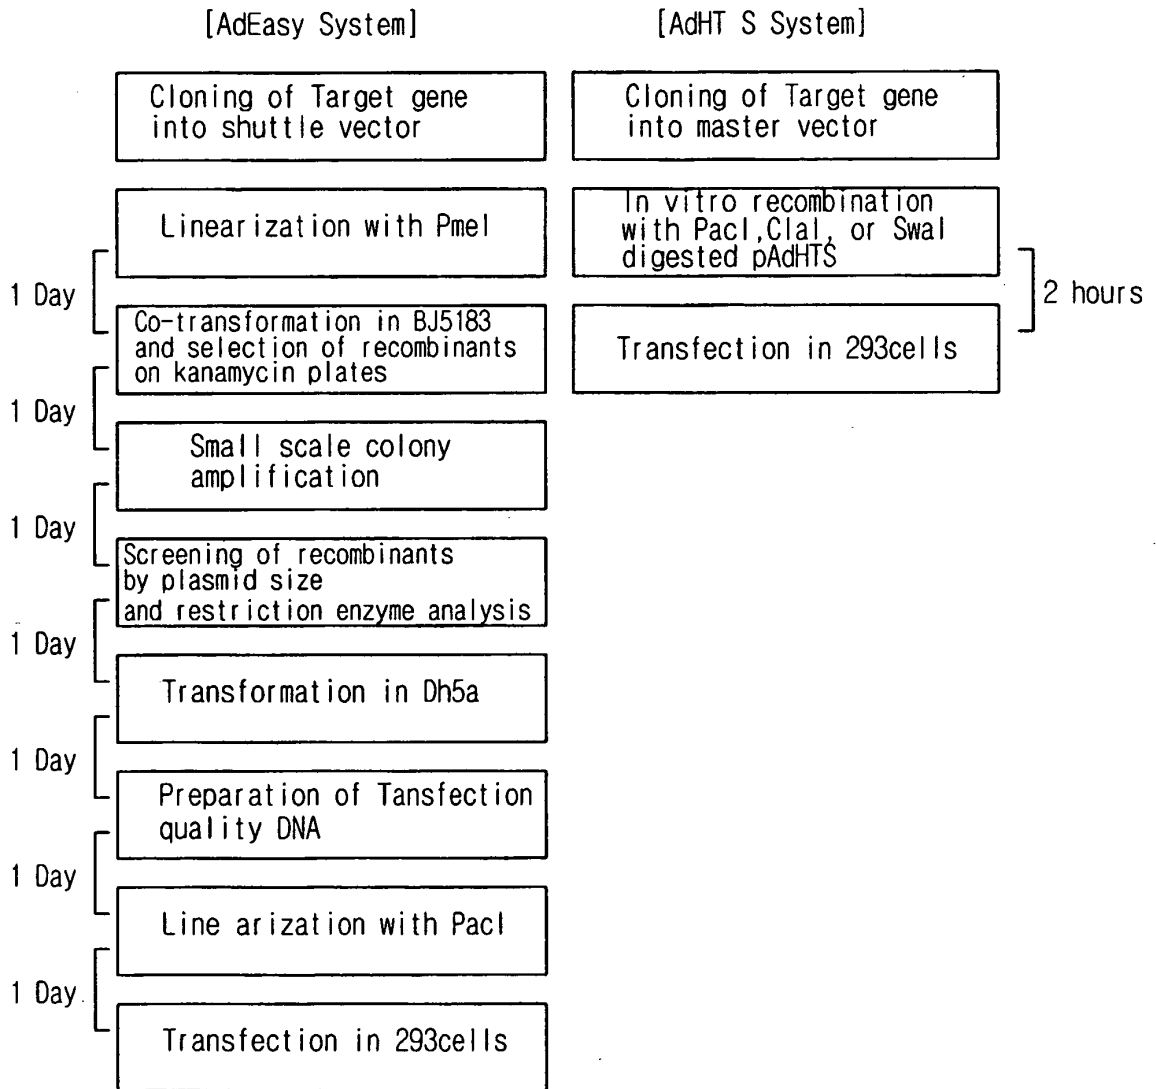 [AdEasy System]
[AdHT S System]
Cloning of Target gene
into shuttle vector
Cloning of Target gene
into master vector
Linearization with PmeI
In vitro recombination
with PacI,ClaI, or SwaI
digested pAdHTS
1 Day
2 hours
Co-transformation in BJ5183
and selection of recombinants
on kanamycin plates
Transfection in 293cells
1 Day
Small scale colony
amplification
1 Day
Screening of recombinants
by plasmid size
and restriction enzyme analysis
1 Day
Transformation in Dh5a
1 Day
Preparation of Tansfection
quality DNA
1 Day
Line arization with PacI
1 Day
Transfection in 293cells